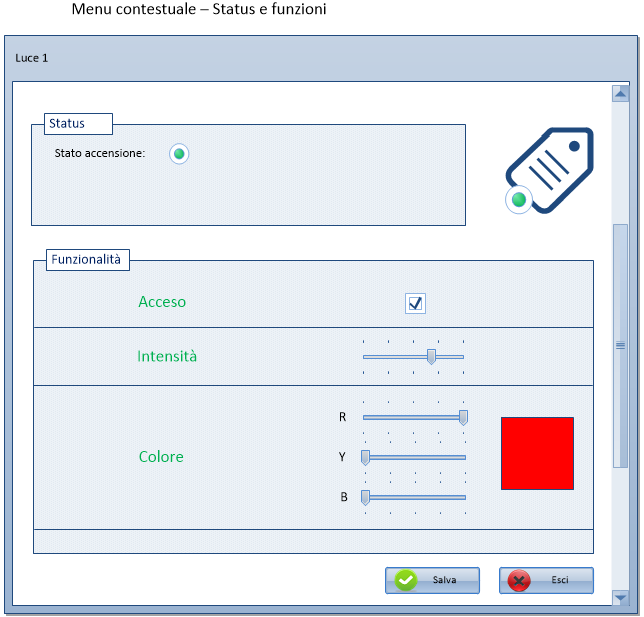 Menu contestuale – Status e funzioni
Luce 1
Status
Stato accensione:
Funzionalità
Acceso
Intensità
R
Colore
Y
B
Salva
Esci